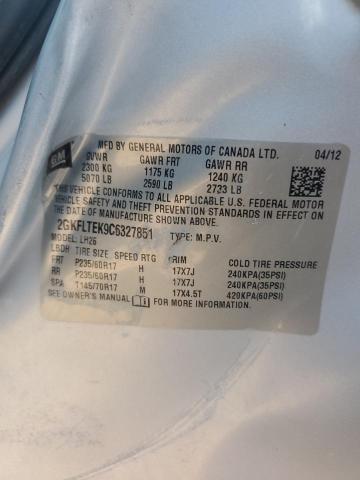 GM
MFD BY GENERAL MOTORS OF CANADA LTD. 04/12
GVWR GAWR FRT GAWR RR
2300 KG 1175 KG 1240 KG
5070 LB 2590 LB 2733 LB
THIS VEHICLE CONFORMS TO ALL APPLICABLE U.S. FEDERAL MOTOR
VEHICLE SAFETY AND THEFT PREVENTION STANDARDS IN EFFECT ON THE
DATE OF MANUFACTURE SHOWN ABOVE.
2GKFLTEK9C6327851 TYPE: M.P.V.
MODEL: LH26
LBDH TIRE SIZE SPEED RTG RIM COLD TIRE PRESSURE
FRT P235/60R17 H 17X7J 240KPA(35PSI)
RR P235/60R17 H 17X7J 240KPA(35PSI)
SPA T145/70R17 M 17X4.5T 420KPA(60PSI)
SEE OWNER'S MANUAL FOR MORE INFORMATION.